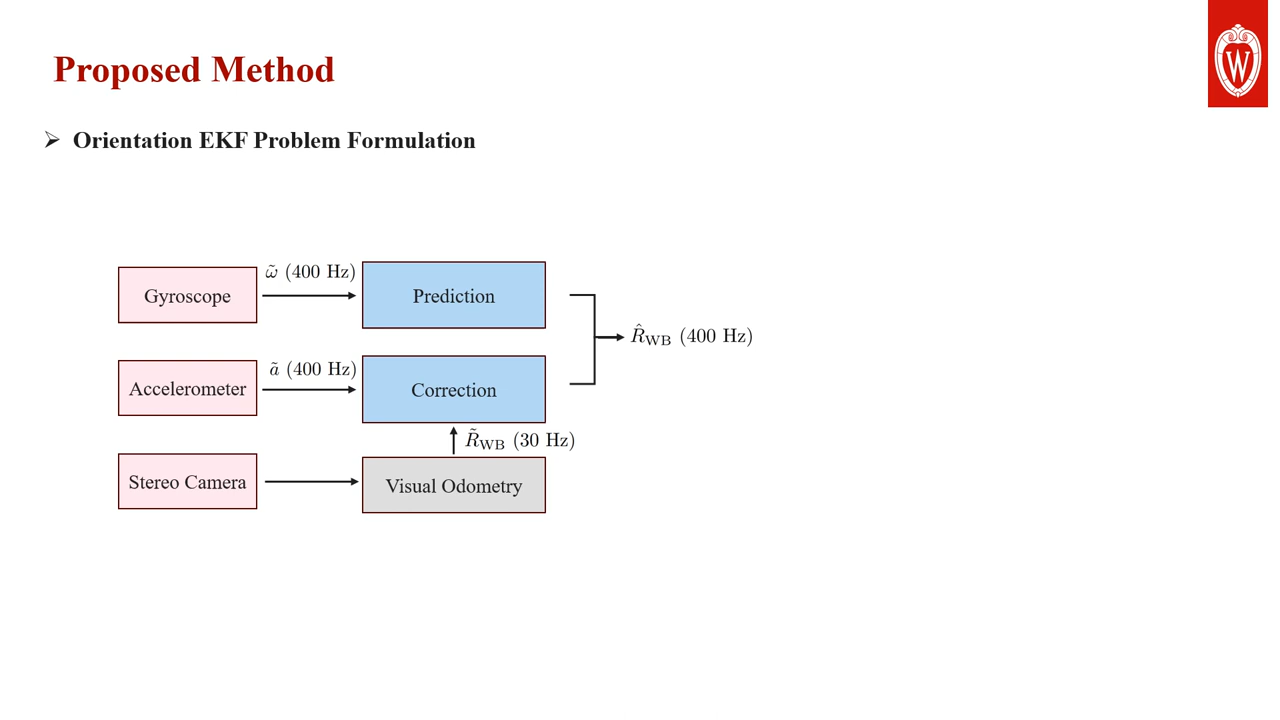 Proposed Method
W
➢ Orientation EKF Problem Formulation
Gyroscope
ω̃ (400 Hz)
Prediction
R̂_WB (400 Hz)
Accelerometer
ã (400 Hz)
Correction
R̃_WB (30 Hz)
Stereo Camera
Visual Odometry